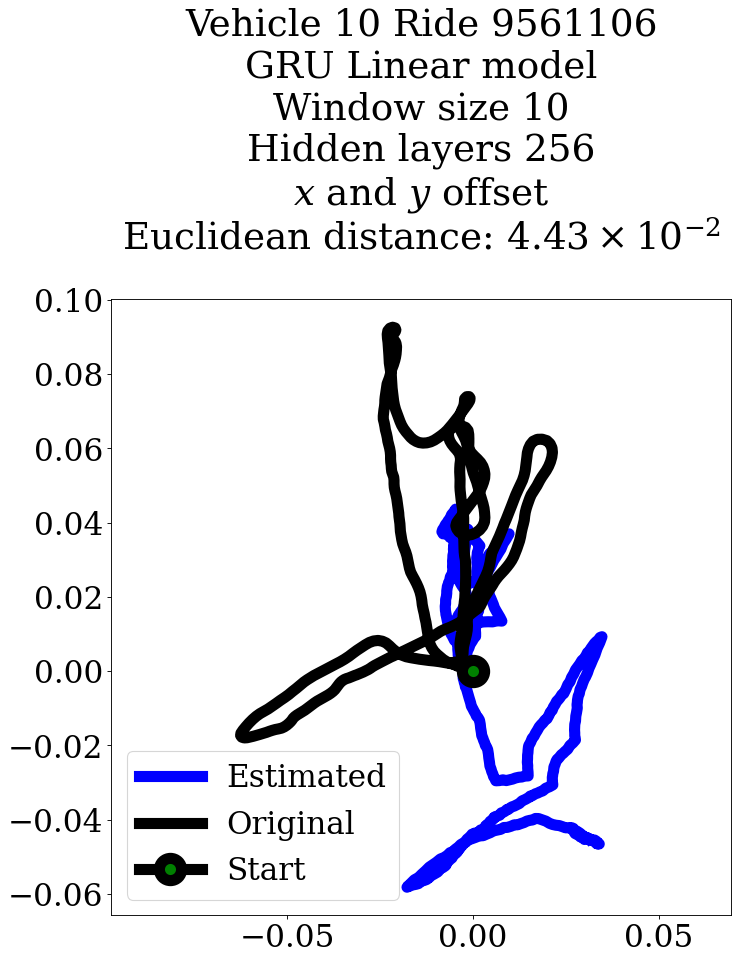 Vehicle 10 Ride 9561106
GRU Linear model
Window size 10
Hidden layers 256
x and y offset
Euclidean distance: 4.43 × 10⁻²
0.10
0.08
0.06
0.04
0.02
0.00
−0.02
−0.04
−0.06
Estimated
Original
Start
−0.05
0.00
0.05